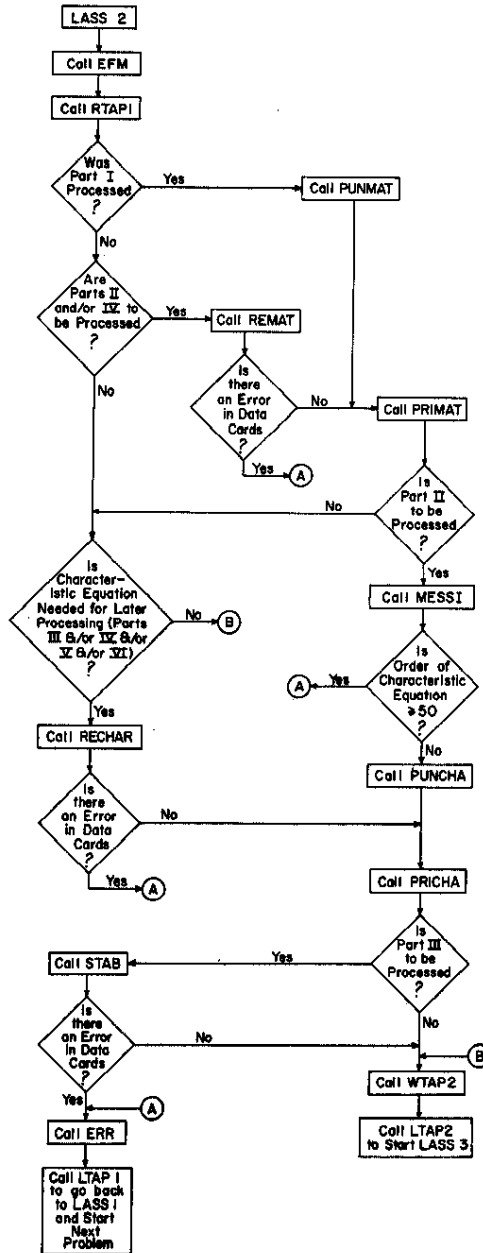 LASS 2
Call EFM
Call RTAP1
Was
Part I
Processed
?
Yes
Call PUNMAT
No
Are
Parts II
and/or IV to
be Processed
?
Yes
Call REMAT
No
Is
there
an Error
in Data
Cards
?
No
Call PRIMAT
Yes
A
Is
Part II
to be
Processed
?
No
Yes
Call MESSI
Is
Character-
istic Equation
Needed for Later
Processing (Parts
III &/or IV &/or
V &/or VI)
?
No
B
Yes
Is
Order of
Characteristic
Equation
≥50
?
Yes
A
No
Call RECHAR
Call PUNCHA
Is
there
an Error
in Data
Cards
?
No
Yes
A
Call PRICHA
Is
Part III
to be
Processed
?
Yes
Call STAB
No
Is
there
an Error
in Data
Cards
?
No
B
Call WTAP2
Yes
A
Call ERR
Call LTAP2
to Start LASS 3
Call LTAP 1
to go back
to LASS 1
and Start
Next
Problem